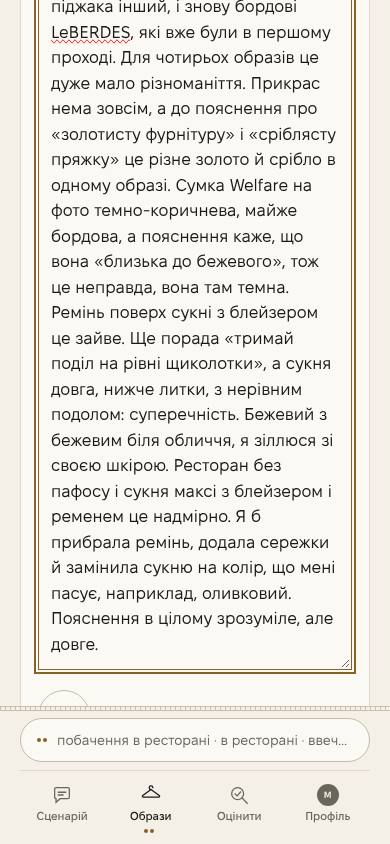 піджака інший, і знову бордові
LeBERDES, які вже були в першому
проході. Для чотирьох образів це
дуже мало різноманіття. Прикрас
нема зовсім, а до пояснення про
«золотисту фурнітуру» і «сріблясту
пряжку» це різне золото й срібло в
одному образі. Сумка Welfare на
фото темно-коричнева, майже
бордова, а пояснення каже, що
вона «близька до бежевого», тож
це неправда, вона там темна.
Ремінь поверх сукні з блейзером
це зайве. Ще порада «тримай
поділ на рівні щиколотки», а сукня
довга, нижче литки, з нерівним
подолом: суперечність. Бежевий з
бежевим біля обличчя, я зіллюся зі
своєю шкірою. Ресторан без
пафосу і сукня максі з блейзером і
ременем це надмірно. Я б
прибрала ремінь, додала сережки
й замінила сукню на колір, що мені
пасує, наприклад, оливковий.
Пояснення в цілому зрозуміле, але
довге.
побачення в ресторані · в ресторані · ввеч...
Сценарій
Образи
Оцінити
М
Профіль